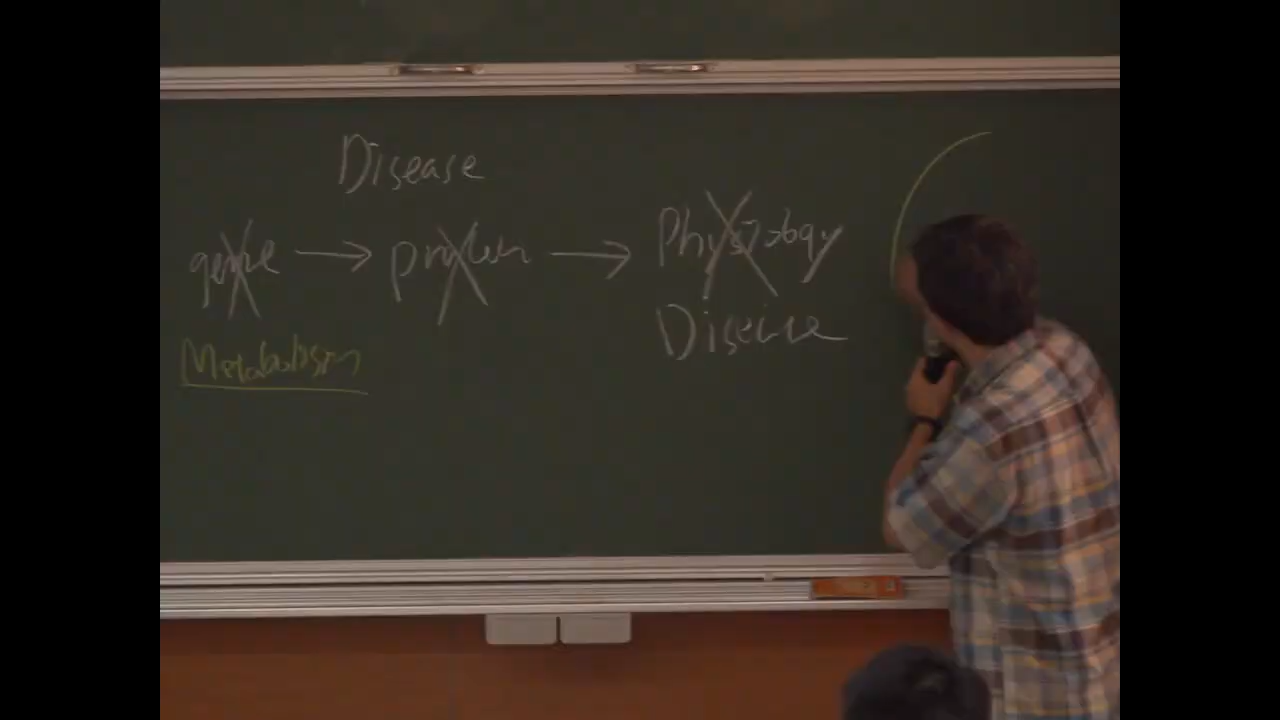 Disease
gene → protein → Physiology
Disease
Metabolism